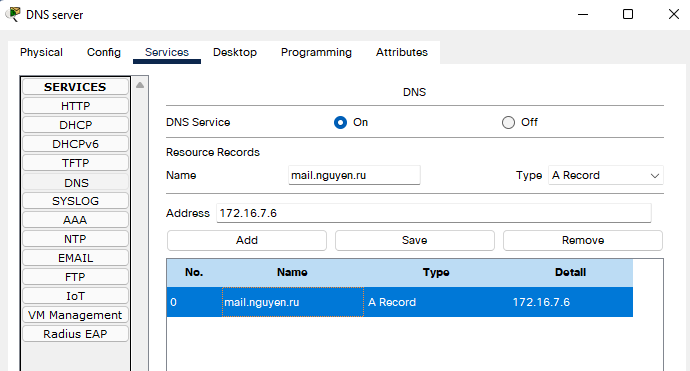 DNS server
Physical Config Services Desktop Programming Attributes
SERVICES
HTTP
DHCP
DHCPv6
TFTP
DNS
SYSLOG
AAA
NTP
EMAIL
FTP
IoT
VM Management
Radius EAP
DNS
DNS Service On Off
Resource Records
Name mail.nguyen.ru Type A Record
Address 172.16.7.6
Add Save Remove
No. Name Type Detail
0 mail.nguyen.ru A Record 172.16.7.6